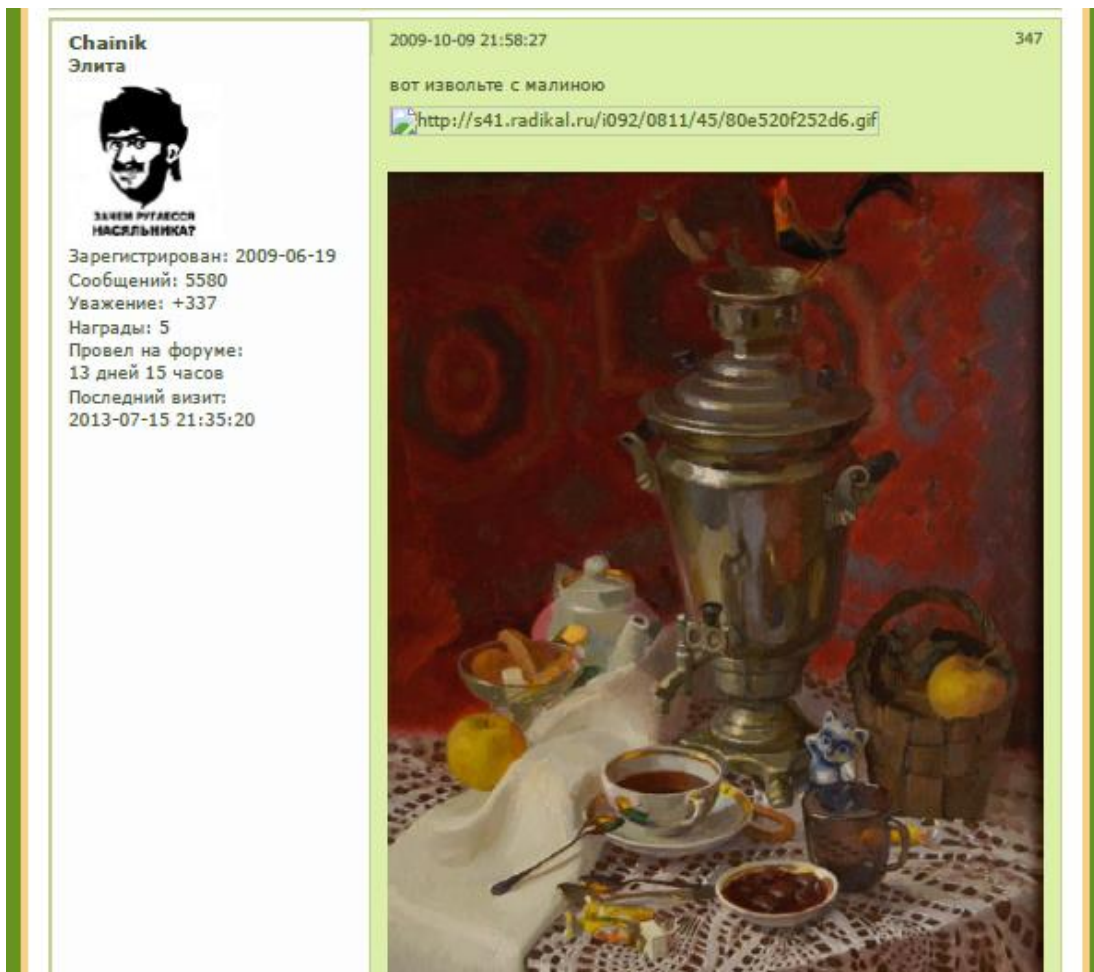 Chainik
Элита
ЗАЧЕМ РУГАЕССЯ
НАСЯЛЬНИКА?
Зарегистрирован: 2009-06-19
Сообщений: 5580
Уважение: +337
Награды: 5
Провел на форуме:
13 дней 15 часов
Последний визит:
2013-07-15 21:35:20
2009-10-09 21:58:27
347
вот извольте с малиною
http://s41.radikal.ru/i092/0811/45/80e520f252d6.gif